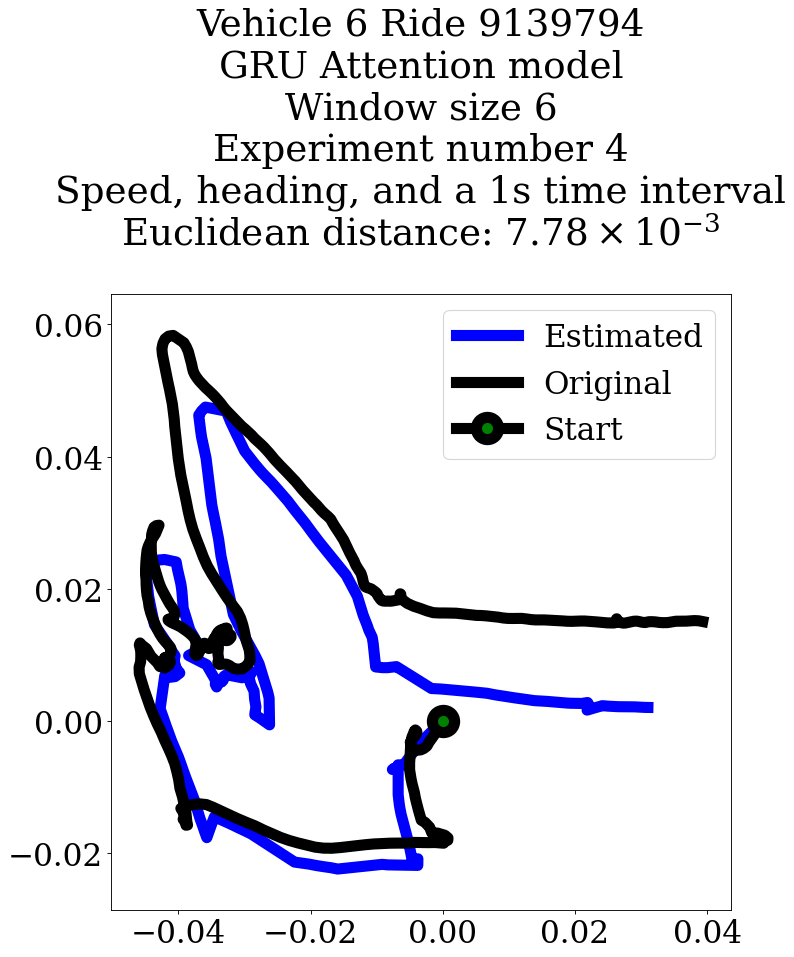 Vehicle 6 Ride 9139794
GRU Attention model
Window size 6
Experiment number 4
Speed, heading, and a 1s time interval
Euclidean distance: $7.78 \times 10^{-3}$
Estimated
Original
Start
0.06
0.04
0.02
0.00
−0.02
−0.04
−0.02
0.00
0.02
0.04